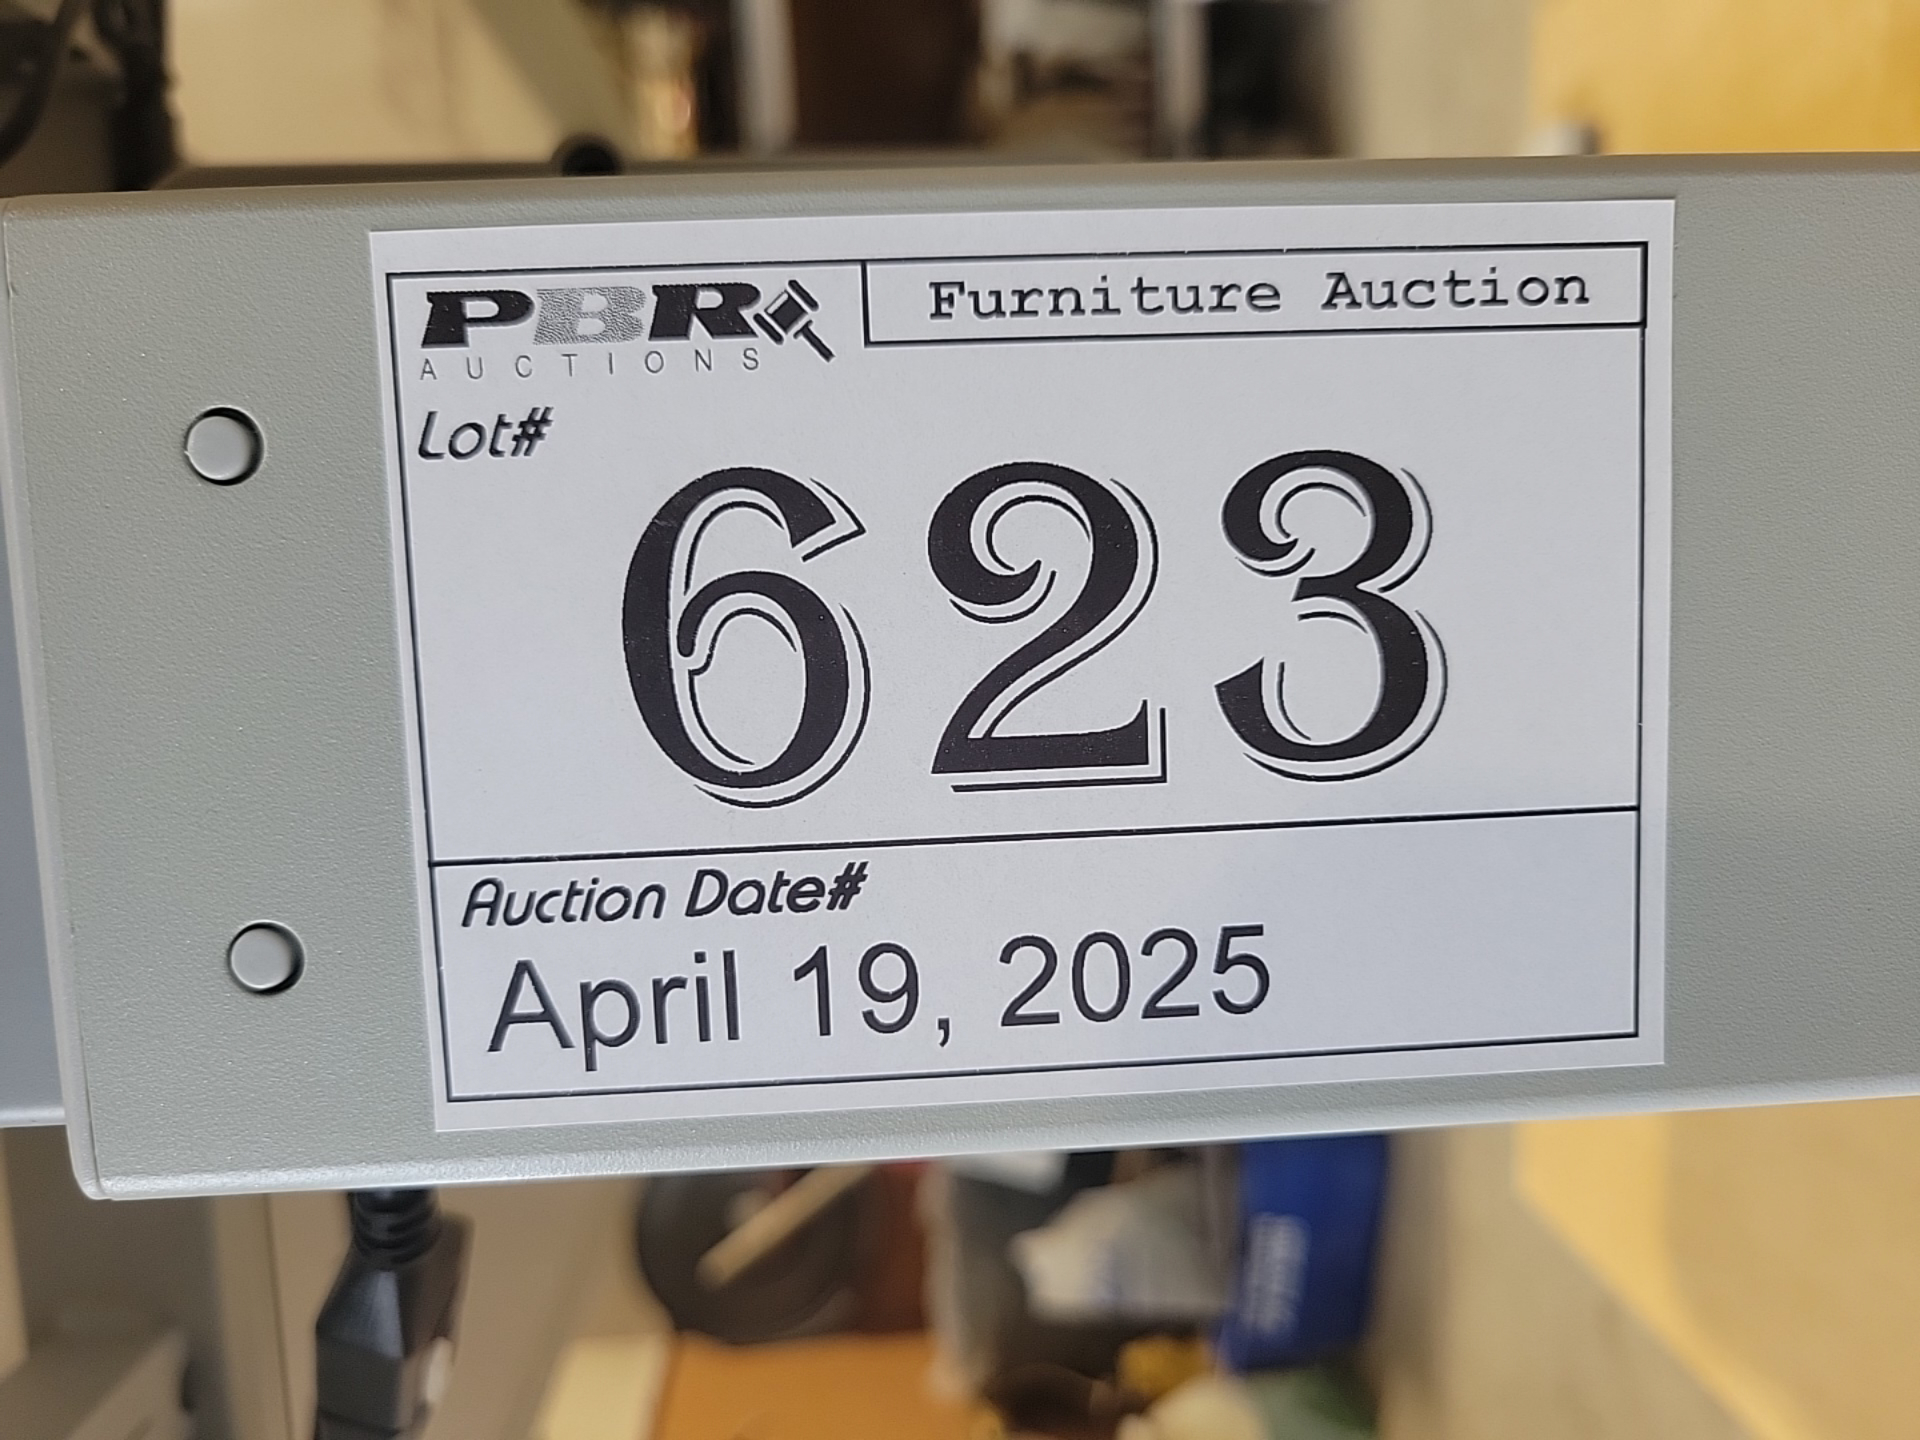 PBR
AUCTIONS
Furniture Auction
Lot#
623
Auction Date#
April 19, 2025